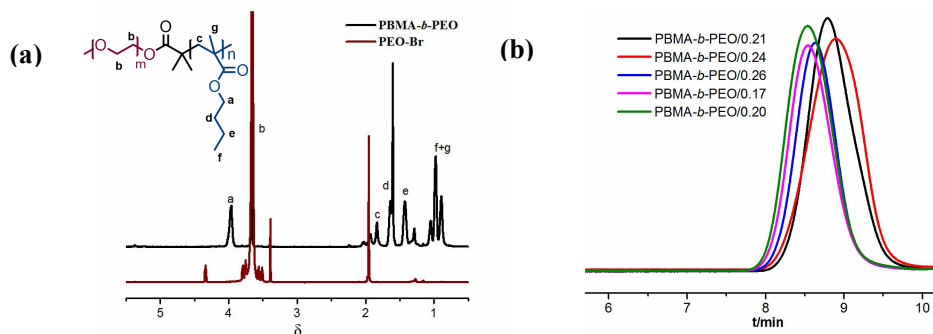 (a)
g
b
O
c
O
m
O
n
b
g
O
O
a
d
e
f
PBMA-b-PEO
PEO-Br
b
a
d
c
e
f+g
5
4
3
2
1
δ
(b)
PBMA-b-PEO/0.21
PBMA-b-PEO/0.24
PBMA-b-PEO/0.26
PBMA-b-PEO/0.17
PBMA-b-PEO/0.20
6
7
8
9
10
t/min